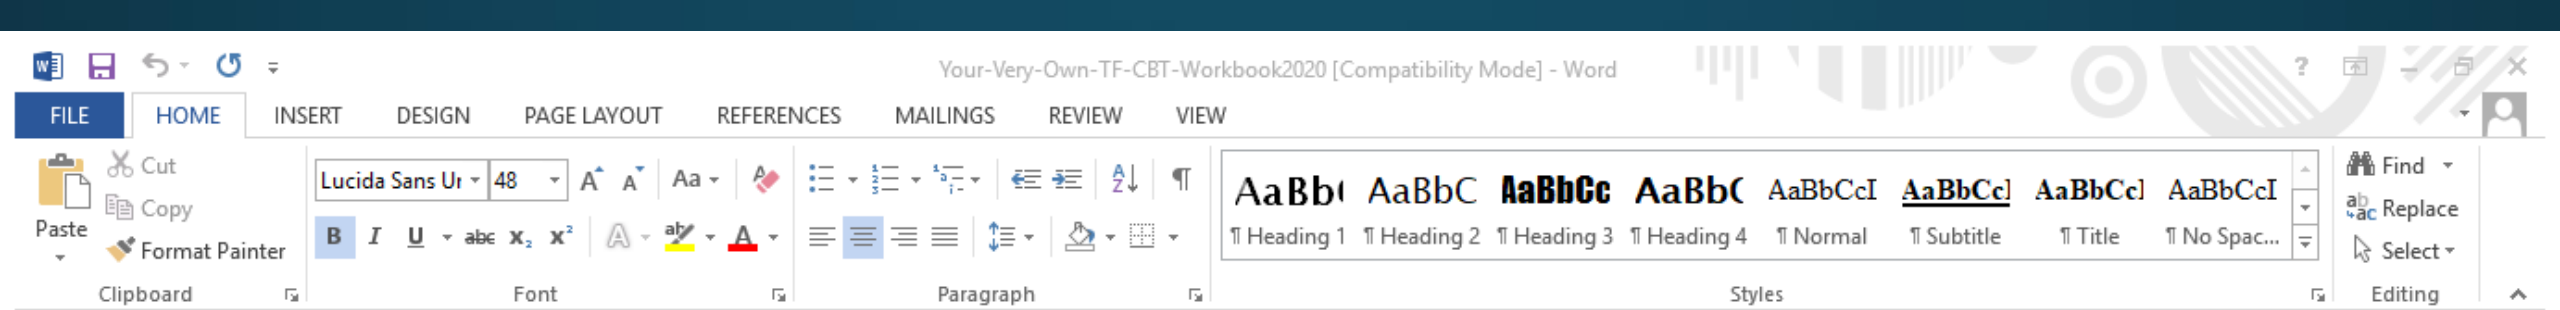 Your-Very-Own-TF-CBT-Workbook2020 [Compatibility Mode] - Word
FILE HOME INSERT DESIGN PAGE LAYOUT REFERENCES MAILINGS REVIEW VIEW
Paste
Cut
Copy
Format Painter
Clipboard
Lucida Sans Ur 48 A A Aa
B I U abc x₂ x² A ab A
Font
Paragraph
AaBb( AaBbC AaBbCc AaBb( AaBbCcI AaBbCcl AaBbCcl AaBbCcI
¶ Heading 1 ¶ Heading 2 ¶ Heading 3 ¶ Heading 4 ¶ Normal ¶ Subtitle ¶ Title ¶ No Spac...
Styles
Find
Replace
Select
Editing